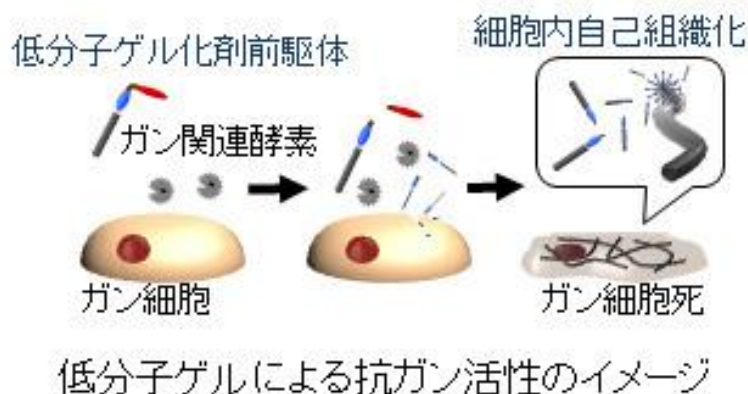 低分子ゲル化剤前駆体
細胞内自己組織化
ガン関連酵素
ガン細胞
ガン細胞死
低分子ゲルによる抗ガン活性のイメージ